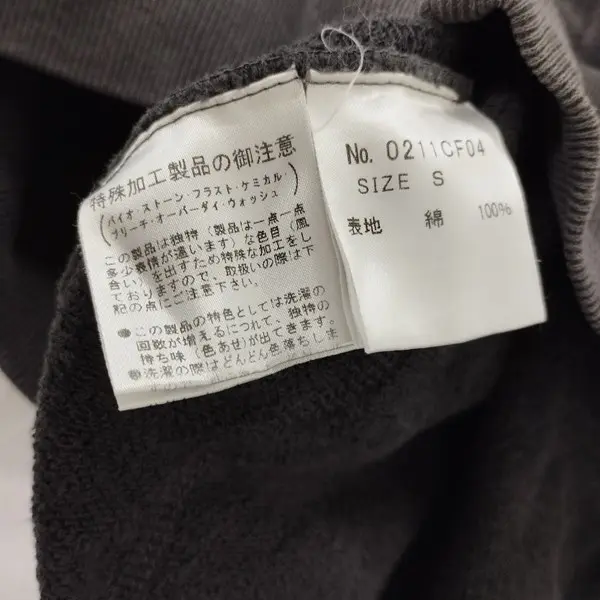 特殊加工製品の御注意
(バイオ・ストーン・フラスト・ケミカル・
ブリーチ・オーバーダイ・ウォッシュ)
この製品は独特(製品は一点一点
多少表情が違います)な色目(風
合い)を出すため特殊な加工をし
ておりますので、取扱いの際は下
記の点にご注意下さい。
●この製品の特色としては洗濯の
回数が増えるにつれて、独特の
持ち味(色あせ)が出てきます。
●洗濯の際はどんどん色落ちしま
No. 0211CF04
SIZE S
表地 綿 100%